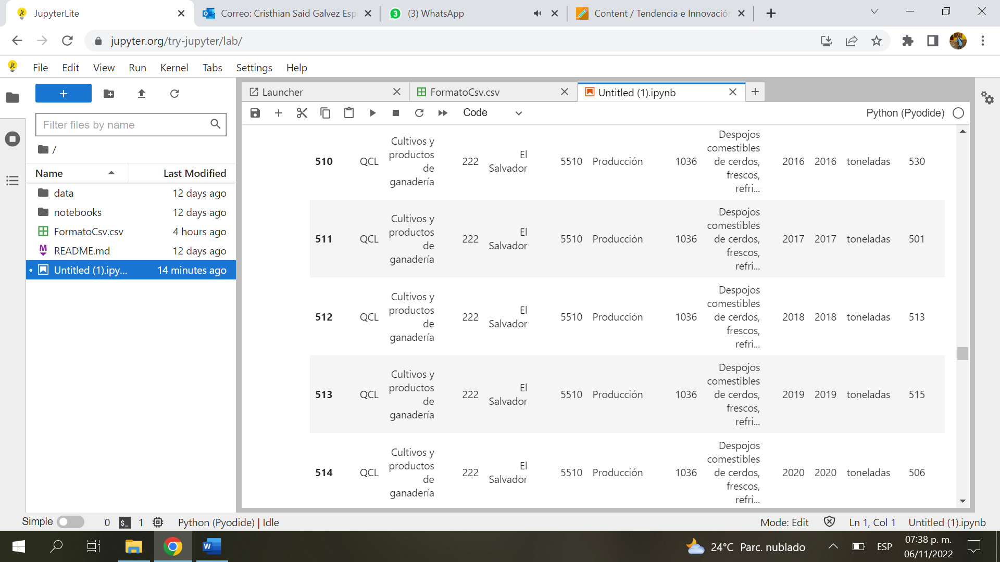 JupyterLite
Correo: Cristhian Said Galvez Esp
(3) WhatsApp
Content / Tendencia e Innovación
jupyter.org/try-jupyter/lab/
File Edit View Run Kernel Tabs Settings Help
Filter files by name
/
Name Last Modified
data 12 days ago
notebooks 12 days ago
FormatoCsv.csv 4 hours ago
README.md 12 days ago
Untitled (1).ipy... 14 minutes ago
Launcher
FormatoCsv.csv
Untitled (1).ipynb
Code
Python (Pyodide)
510 QCL Cultivos y productos de ganadería 222 El Salvador 5510 Producción 1036 Despojos comestibles de cerdos, frescos, refri... 2016 2016 toneladas 530
511 QCL Cultivos y productos de ganadería 222 El Salvador 5510 Producción 1036 Despojos comestibles de cerdos, frescos, refri... 2017 2017 toneladas 501
512 QCL Cultivos y productos de ganadería 222 El Salvador 5510 Producción 1036 Despojos comestibles de cerdos, frescos, refri... 2018 2018 toneladas 513
513 QCL Cultivos y productos de ganadería 222 El Salvador 5510 Producción 1036 Despojos comestibles de cerdos, frescos, refri... 2019 2019 toneladas 515
514 QCL Cultivos y productos de ganadería 222 El Salvador 5510 Producción 1036 Despojos comestibles de cerdos, frescos, refri... 2020 2020 toneladas 506
Simple 0 $_ 1 Python (Pyodide) | Idle
Mode: Edit Ln 1, Col 1 Untitled (1).ipynb
24°C Parc. nublado
ESP
07:38 p. m.
06/11/2022